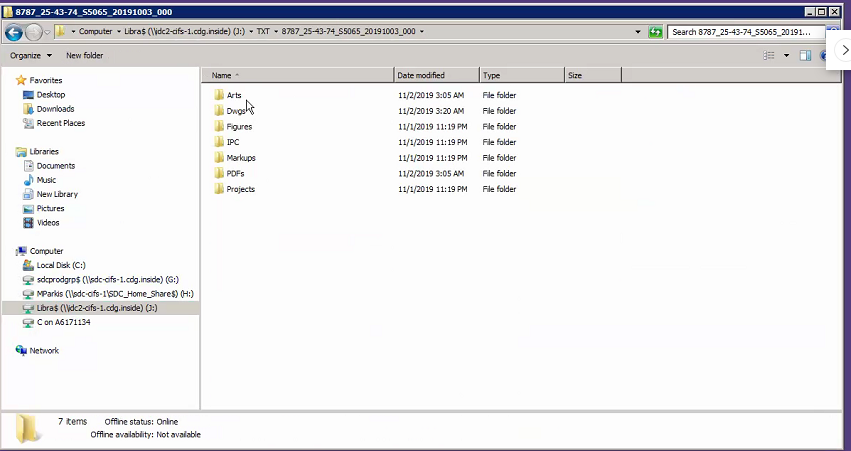 8787_25-43-74_S5065_20191003_000
Computer Libra$ (\\idc2-cifs-1.cdg.inside) (J:) TXT 8787_25-43-74_S5065_20191003_000 Search 8787_25-43-74_S5065_20191...
Organize New folder
Name Date modified Type Size
Favorites
Desktop
Downloads
Recent Places
Libraries
Documents
Music
New Library
Pictures
Videos
Computer
Local Disk (C:)
sdcprodgrp$ (\\sdc-cifs-1.cdg.inside) (G:)
MParkis (\\sdc-cifs-1\SDC_Home_Share$) (H:)
Libra$ (\\idc2-cifs-1.cdg.inside) (J:)
C on A6171134
Network
Arts 11/2/2019 3:05 AM File folder
Dwgs 11/2/2019 3:20 AM File folder
Figures 11/1/2019 11:19 PM File folder
IPC 11/1/2019 11:19 PM File folder
Markups 11/1/2019 11:19 PM File folder
PDFs 11/2/2019 3:05 AM File folder
Projects 11/1/2019 11:19 PM File folder
7 items Offline status: Online
Offline availability: Not available